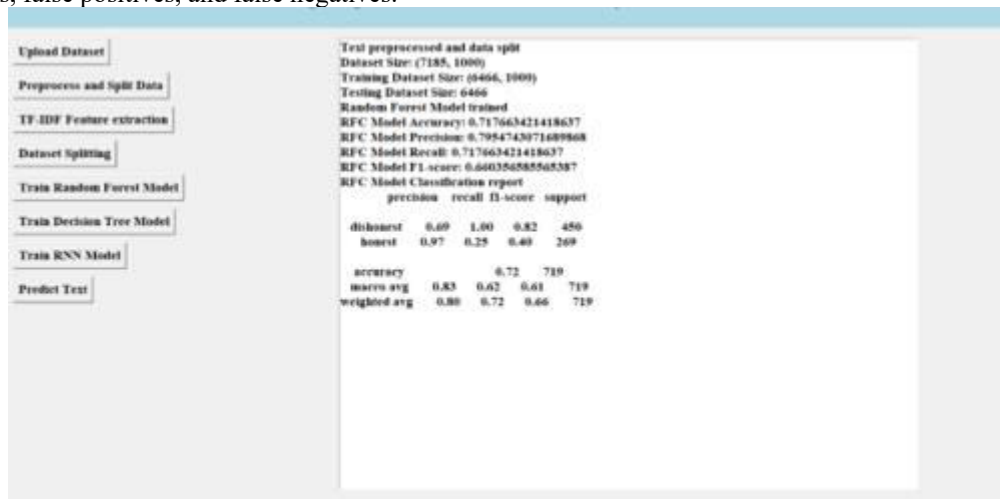 s, false positives, and false negatives.
Upload Dataset
Preprocess and Split Data
TF-IDF Feature extraction
Dataset Splitting
Train Random Forest Model
Train Decision Tree Model
Train RNN Model
Predict Text
Text preprocessed and data split
Dataset Size: (7185, 1000)
Training Dataset Size: (6466, 1000)
Testing Dataset Size: 6466
Random Forest Model trained
RFC Model Accuracy: 0.717663421418637
RFC Model Precision: 0.7954743071689868
RFC Model Recall: 0.717663421418637
RFC Model F1-score: 0.660356585565387
RFC Model Classification report
precision recall f1-score support
dishonest 0.69 1.00 0.82 450
honest 0.97 0.25 0.40 269
accuracy 0.72 719
macro avg 0.83 0.62 0.61 719
weighted avg 0.80 0.72 0.66 719